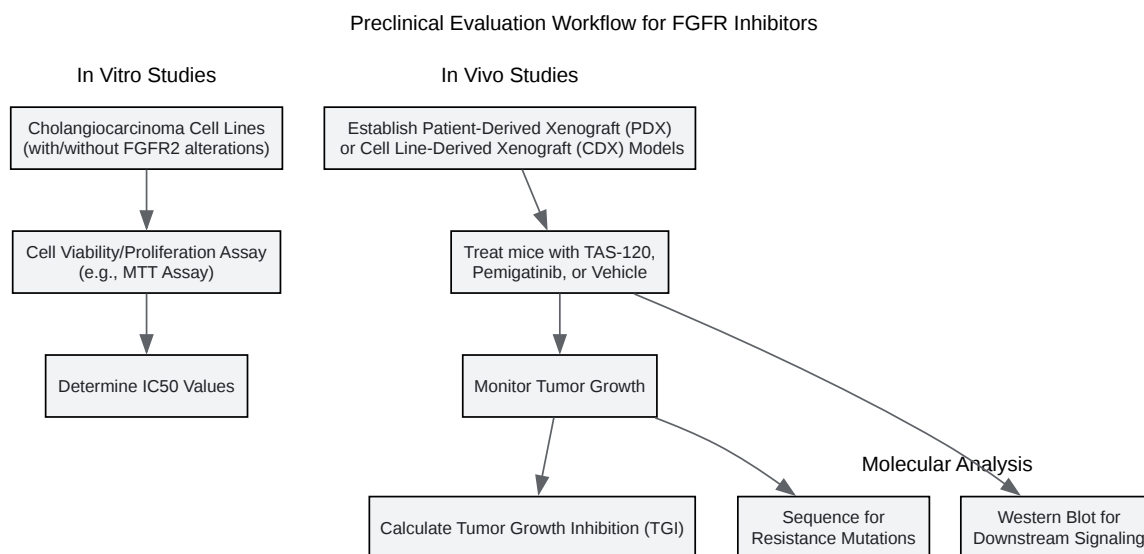 Preclinical Evaluation Workflow for FGFR Inhibitors
In Vitro Studies
Cholangiocarcinoma Cell Lines
(with/without FGFR2 alterations)
Cell Viability/Proliferation Assay
(e.g., MTT Assay)
Determine IC50 Values
In Vivo Studies
Establish Patient-Derived Xenograft (PDX)
or Cell Line-Derived Xenograft (CDX) Models
Treat mice with TAS-120,
Pemigatinib, or Vehicle
Monitor Tumor Growth
Calculate Tumor Growth Inhibition (TGI)
Molecular Analysis
Sequence for
Resistance Mutations
Western Blot for
Downstream Signaling